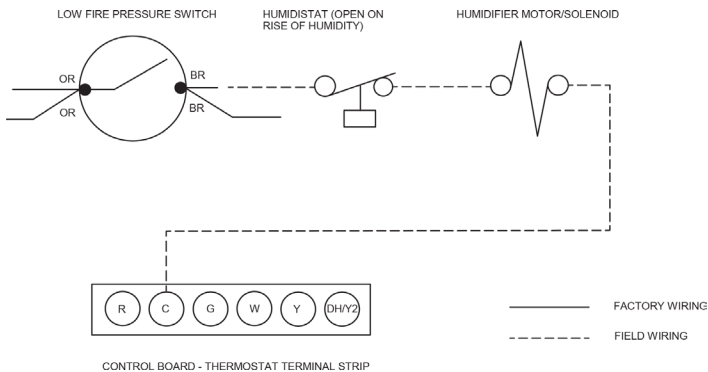 LOW FIRE PRESSURE SWITCH
HUMIDISTAT (OPEN ON
RISE OF HUMIDITY)
HUMIDIFIER MOTOR/SOLENOID
OR
BR
OR
BR
R
C
G
W
Y
DH/Y2
FACTORY WIRING
FIELD WIRING
CONTROL BOARD - THERMOSTAT TERMINAL STRIP